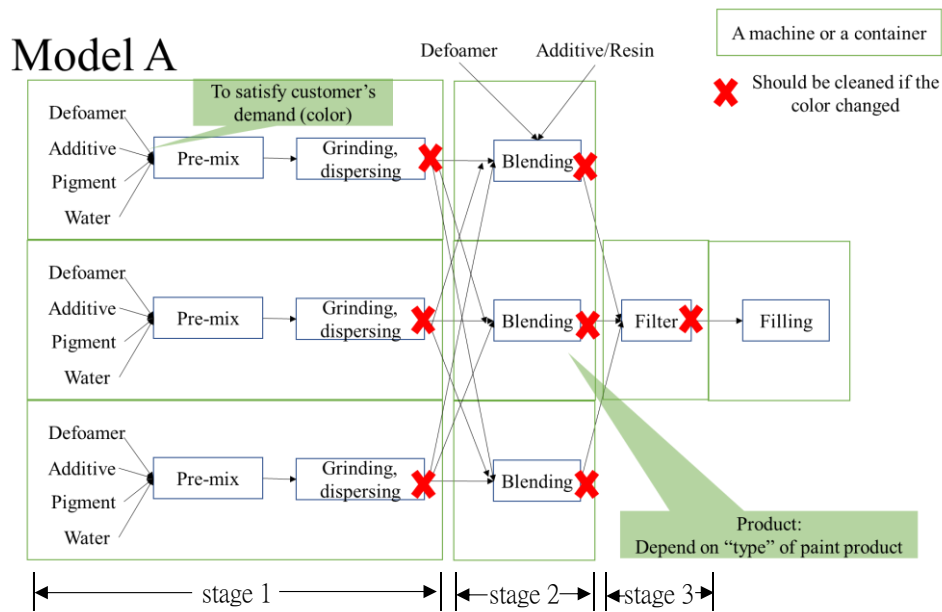 Model A
Defoamer
Additive/Resin
A machine or a container
Should be cleaned if the
color changed
To satisfy customer's
demand (color)
Defoamer
Additive
Pigment
Water
Pre-mix
Grinding,
dispersing
Blending
Defoamer
Additive
Pigment
Water
Pre-mix
Grinding,
dispersing
Blending
Filter
Filling
Defoamer
Additive
Pigment
Water
Pre-mix
Grinding,
dispersing
Blending
Product:
Depend on “type” of paint product
stage 1
stage 2
stage 3